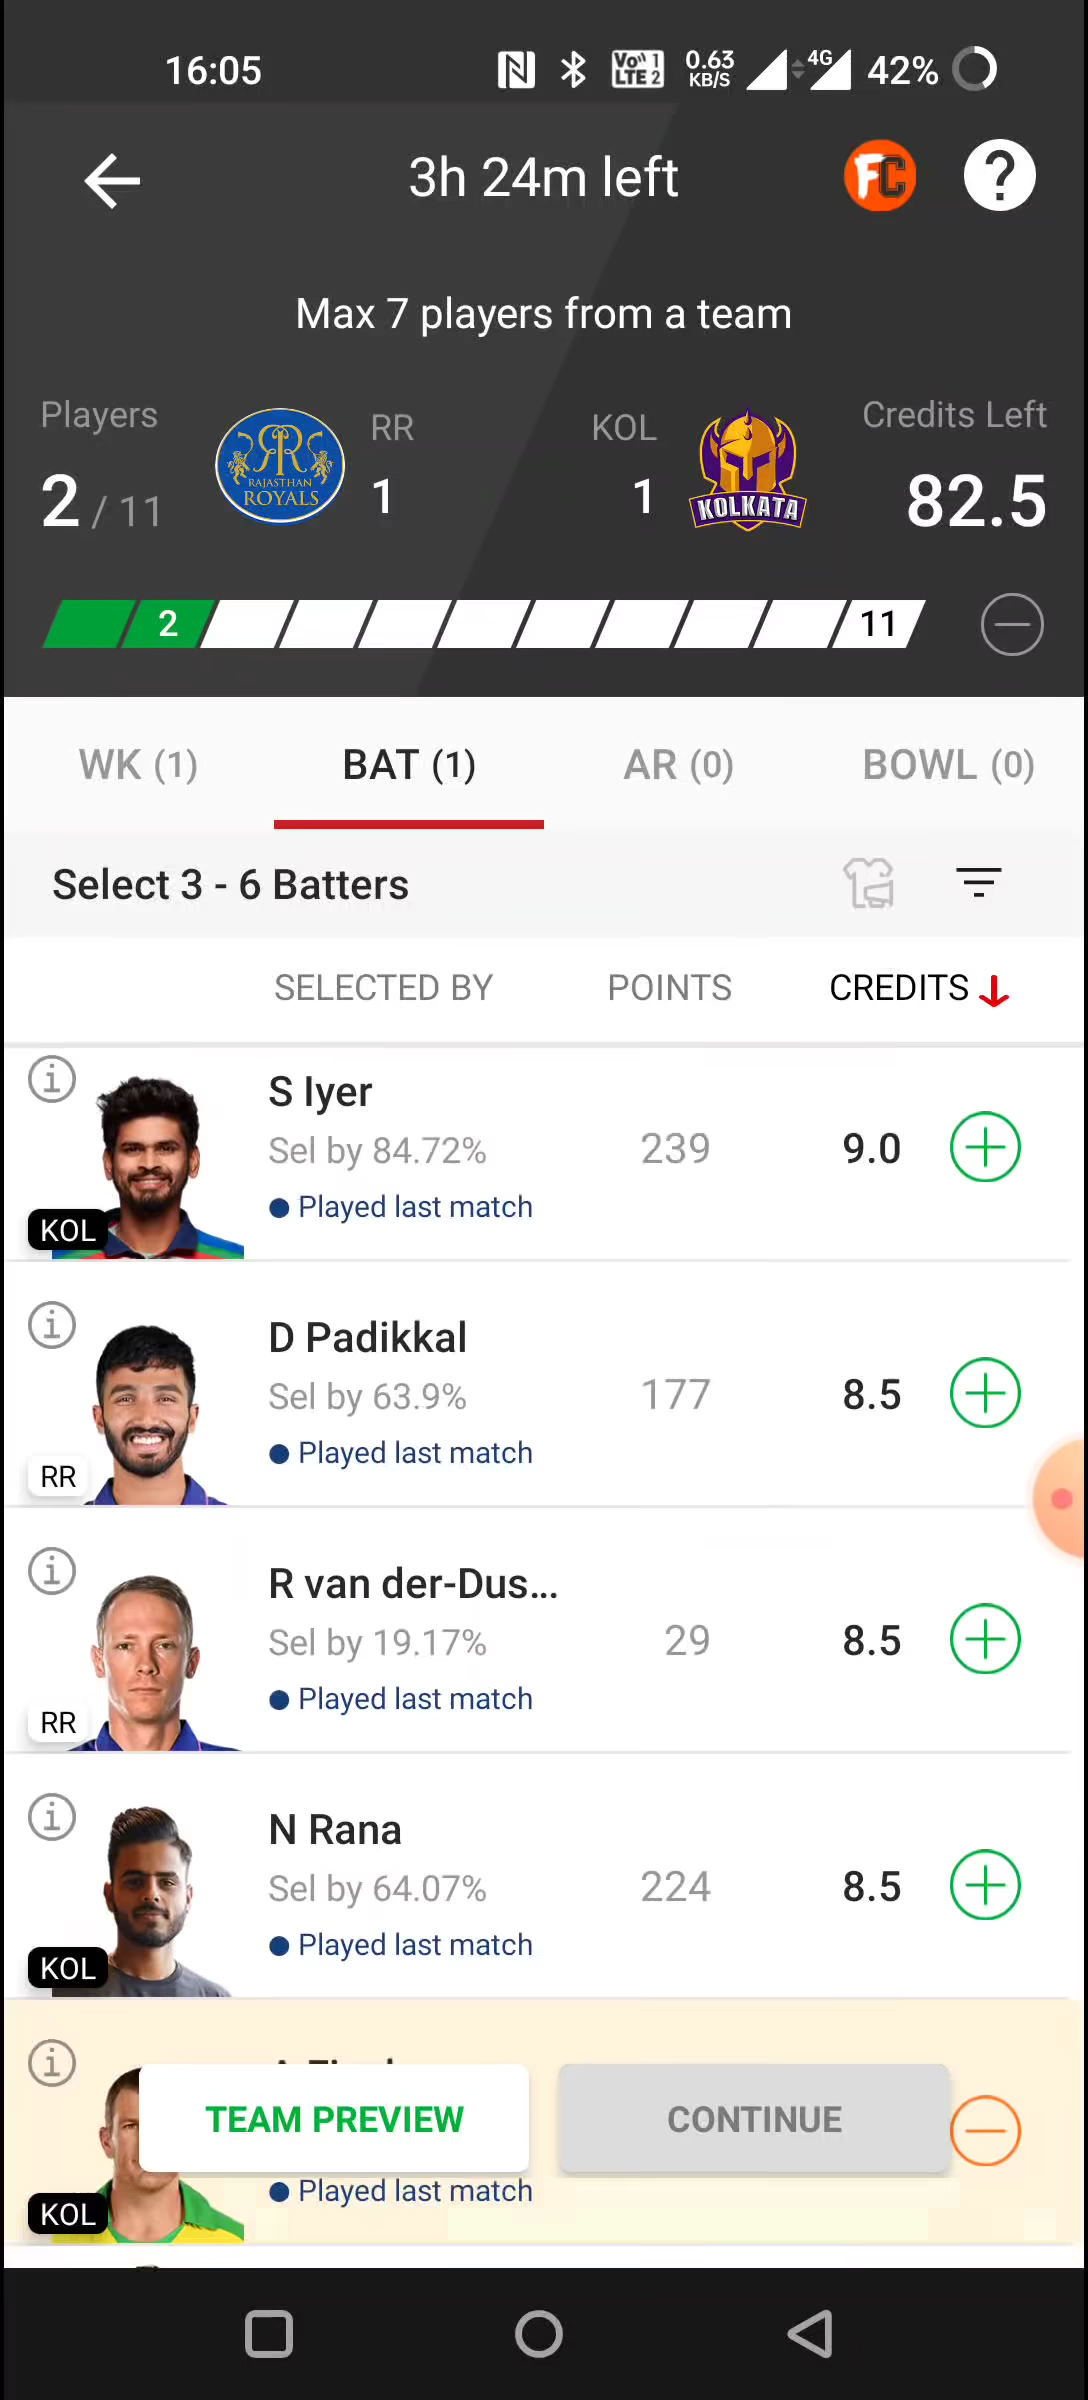 16:05 Vo)) 1 LTE 2 0.63 KB/S 4G 42%
3h 24m left FC ?
Max 7 players from a team
Players RR KOL Credits Left
RAJASTHAN ROYALS
KOLKATA
2 / 11 1 1 82.5
2 11
WK (1) BAT (1) AR (0) BOWL (0)
Select 3 - 6 Batters
SELECTED BY POINTS CREDITS
S Iyer
Sel by 84.72% 239 9.0
Played last match
KOL
D Padikkal
Sel by 63.9% 177 8.5
Played last match
RR
R van der-Dus...
Sel by 19.17% 29 8.5
Played last match
RR
N Rana
Sel by 64.07% 224 8.5
Played last match
KOL
TEAM PREVIEW CONTINUE
Played last match
KOL